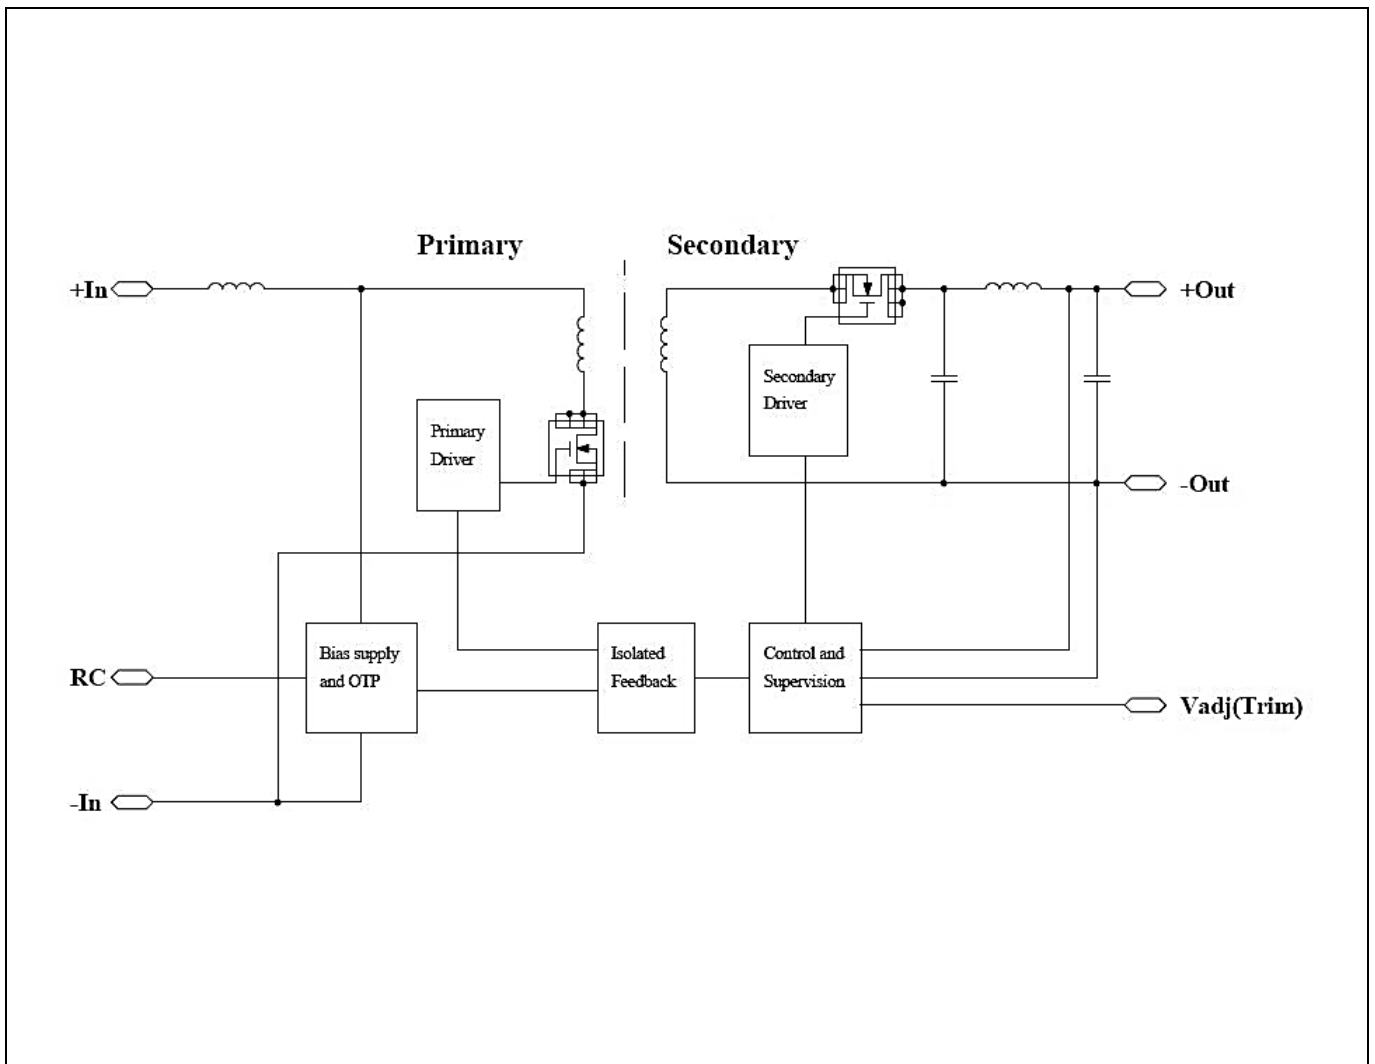 Primary
Secondary
+In
+Out
Secondary
Driver
Primary
Driver
-Out
Bias supply
and OTP
Isolated
Feedback
Control and
Supervision
RC
Vadj(Trim)
-In